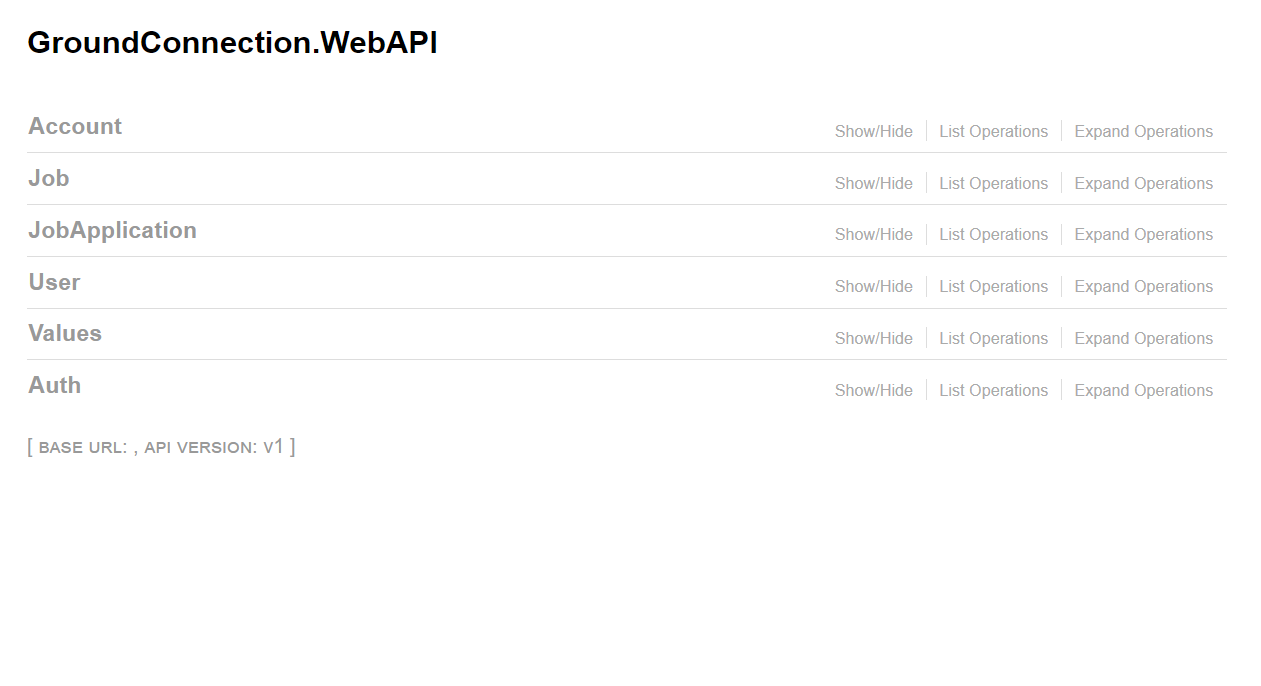 GroundConnection.WebAPI
Account Show/Hide List Operations Expand Operations
Job Show/Hide List Operations Expand Operations
JobApplication Show/Hide List Operations Expand Operations
User Show/Hide List Operations Expand Operations
Values Show/Hide List Operations Expand Operations
Auth Show/Hide List Operations Expand Operations
[ BASE URL: , API VERSION: V1 ]